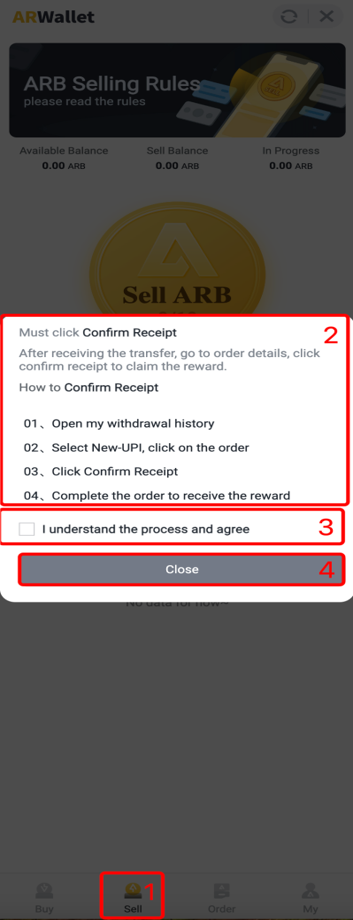 ARWallet
ARB Selling Rules
please read the rules
Available Balance Sell Balance In Progress
0.00 ARB 0.00 ARB 0.00 ARB
Sell ARB
Must click Confirm Receipt 2
After receiving the transfer, go to order details, click
confirm receipt to claim the reward.
How to Confirm Receipt
01、Open my withdrawal history
02、Select New-UPI, click on the order
03、Click Confirm Receipt
04、Complete the order to receive the reward
I understand the process and agree 3
Close 4
No data for now~
1
Buy Sell Order My